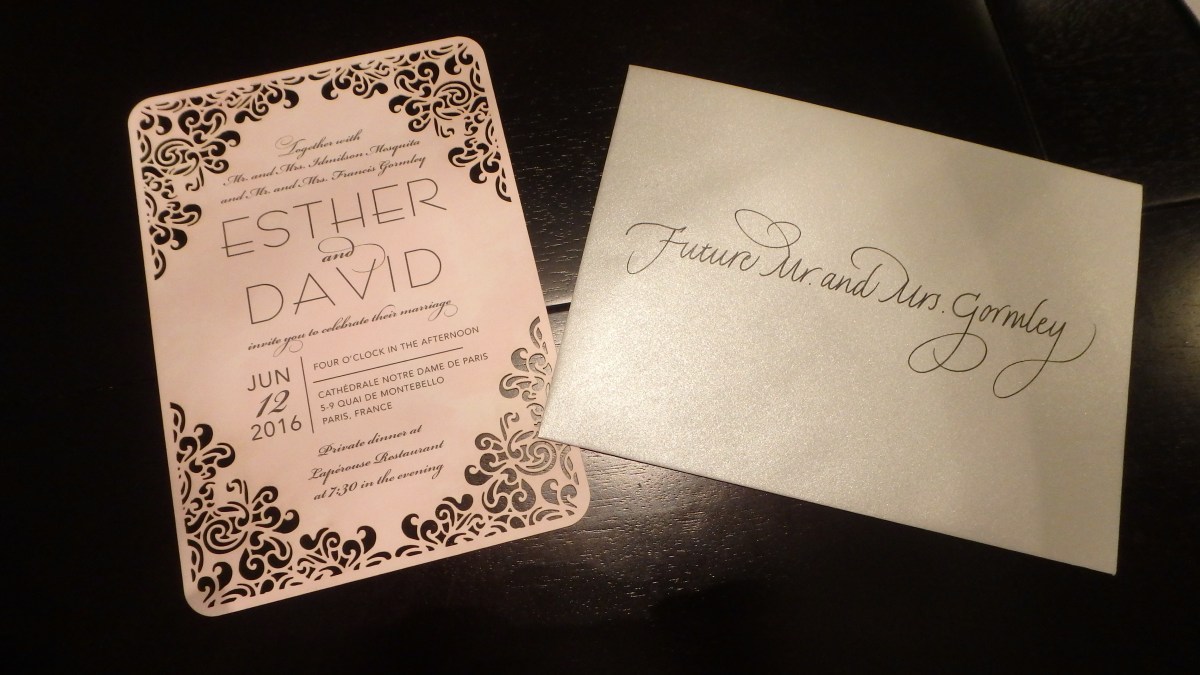 Together with
Mr. and Mrs. Idmilson Mosquita
and Mr. and Mrs. Francis Gormley
ESTHER
and
DAVID
invite you to celebrate their marriage
JUN
12
2016
FOUR O'CLOCK IN THE AFTERNOON
CATHÉDRALE NOTRE DAME DE PARIS
5-9 QUAI DE MONTEBELLO
PARIS, FRANCE
Private dinner at
Lapérouse Restaurant
at 7:30 in the evening
Future Mr. and Mrs. Gormley